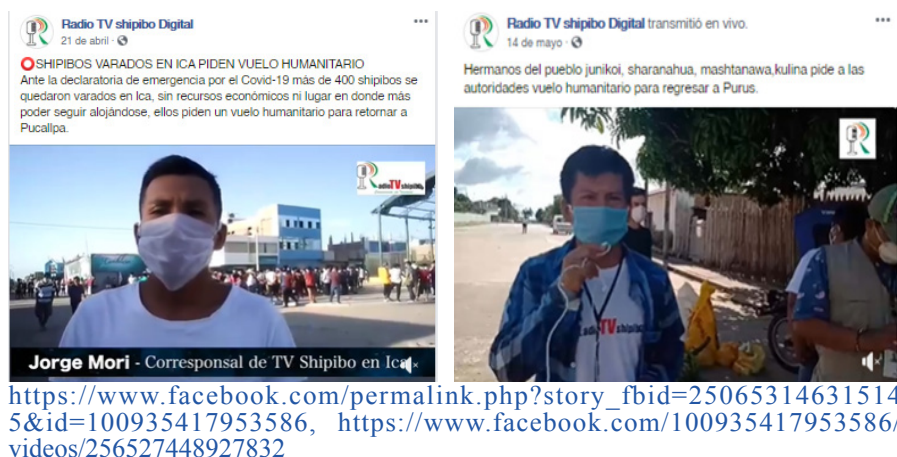 Radio TV shipibo Digital
21 de abril ·
SHIPIBOS VARADOS EN ICA PIDEN VUELO HUMANITARIO
Ante la declaratoria de emergencia por el Covid-19 más de 400 shipibos se
quedaron varados en Ica, sin recursos económicos ni lugar en donde más
poder seguir alojándose, ellos piden un vuelo humanitario para retornar a
Pucallpa.
RadioTVshipibo
Jorge Mori - Corresponsal de TV Shipibo en Ica
Radio TV shipibo Digital transmitió en vivo.
14 de mayo ·
Hermanos del pueblo junikoi, sharanahua, mashtanawa,kulina pide a las
autoridades vuelo humanitario para regresar a Purus.
https://www.facebook.com/permalink.php?story_fbid=25065314631514
5&id=100935417953586, https://www.facebook.com/100935417953586/
videos/256527448927832